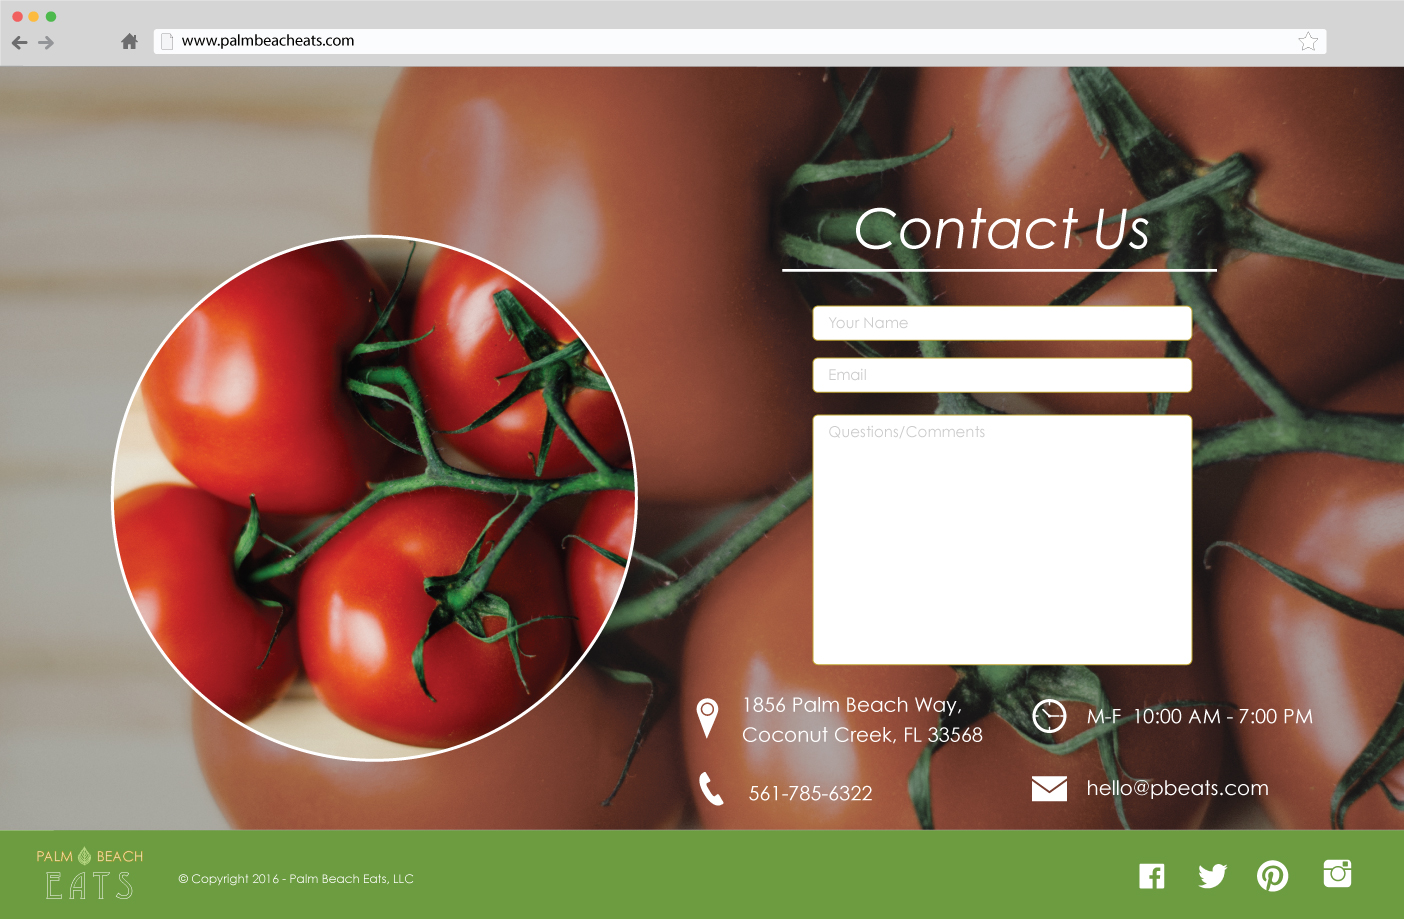 www.palmbeacheats.com
Contact Us
Your Name
Email
Questions/Comments
1856 Palm Beach Way,
Coconut Creek, FL 33568
M-F 10:00 AM - 7:00 PM
561-785-6322
hello@pbeats.com
PALM BEACH
EATS
© Copyright 2016 - Palm Beach Eats, LLC